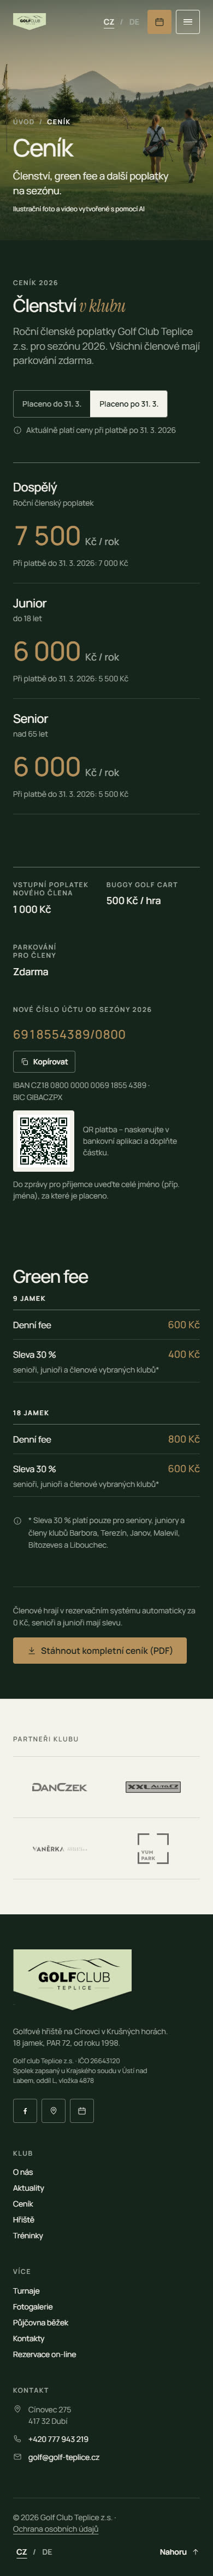 GOLFCLUB
CZ / DE
ÚVOD / CENÍK
Ceník
Členství, green fee a další poplatky
na sezónu.
Ilustrační foto a video vytvořené s pomocí AI
CENÍK 2026
Členství v klubu
Roční členské poplatky Golf Club Teplice
z.s. pro sezónu 2026. Všichni členové mají
parkování zdarma.
Placeno do 31. 3.
Placeno po 31. 3.
Aktuálně platí ceny při platbě po 31. 3. 2026
Dospělý
Roční členský poplatek
7 500 Kč / rok
Při platbě do 31. 3. 2026: 7 000 Kč
Junior
do 18 let
6 000 Kč / rok
Při platbě do 31. 3. 2026: 5 500 Kč
Senior
nad 65 let
6 000 Kč / rok
Při platbě do 31. 3. 2026: 5 500 Kč
VSTUPNÍ POPLATEK
NOVÉHO ČLENA
1 000 Kč
BUGGY GOLF CART
500 Kč / hra
PARKOVÁNÍ
PRO ČLENY
Zdarma
NOVÉ ČÍSLO ÚČTU OD SEZÓNY 2026
6918554389/0800
Kopírovat
IBAN CZ18 0800 0000 0069 1855 4389 ·
BIC GIBACZPX
QR platba – naskenujte v
bankovní aplikaci a doplňte
částku.
Do zprávy pro příjemce uveďte celé jméno (příp.
jména), za které je placeno.
Green fee
9 JAMEK
Denní fee 600 Kč
Sleva 30 % 400 Kč
senioři, junioři a členové vybraných klubů*
18 JAMEK
Denní fee 800 Kč
Sleva 30 % 600 Kč
senioři, junioři a členové vybraných klubů*
* Sleva 30 % platí pouze pro seniory, juniory a
členy klubů Barbora, Terezín, Janov, Malevil,
Bítozeves a Libouchec.
Členové hrají v rezervačním systému automaticky za
0 Kč, senioři a junioři mají slevu.
Stáhnout kompletní ceník (PDF)
PARTNEŘI KLUBU
DANCZEK
XXL
VANĚRKA
YUM
PARK
GOLFCLUB
TEPLICE
Golfové hřiště na Cínovci v Krušných horách.
18 jamek, PAR 72, od roku 1998.
Golf club Teplice z.s. · IČO 26643120
Spolek zapsaný u Krajského soudu v Ústí nad
Labem, oddíl L, vložka 4878
KLUB
O nás
Aktuality
Ceník
Hřiště
Tréninky
VÍCE
Turnaje
Fotogalerie
Půjčovna běžek
Kontakty
Rezervace on-line
KONTAKT
Cínovec 275
417 32 Dubí
+420 777 943 219
golf@golf-teplice.cz
© 2026 Golf Club Teplice z.s. ·
Ochrana osobních údajů
CZ / DE
Nahoru